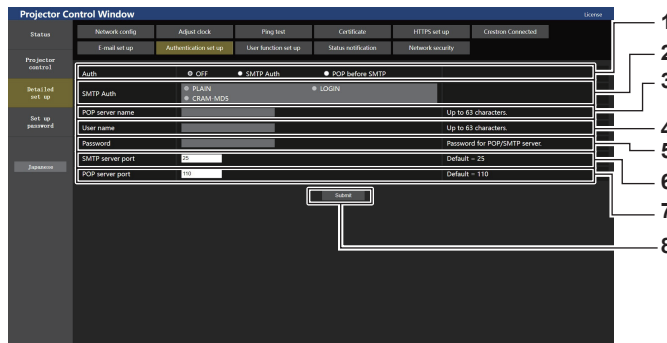 Projector Control Window
License
Status
Network config
Adjust clock
Ping test
Certificate
HTTPS set up
Crestron Connected
E-mail set up
Authentication set up
User function set up
Status notification
Network security
Projector
control
Detailed
set up
Set up
password
Japanese
Auth
OFF
SMTP Auth
POP before SMTP
SMTP Auth
PLAIN
LOGIN
CRAM-MD5
POP server name
Up to 63 characters.
User name
Up to 63 characters.
Password
Password for POP/SMTP server.
SMTP server port
25
Default = 25
POP server port
110
Default = 110
Submit
1
2
3
4
5
6
7
8